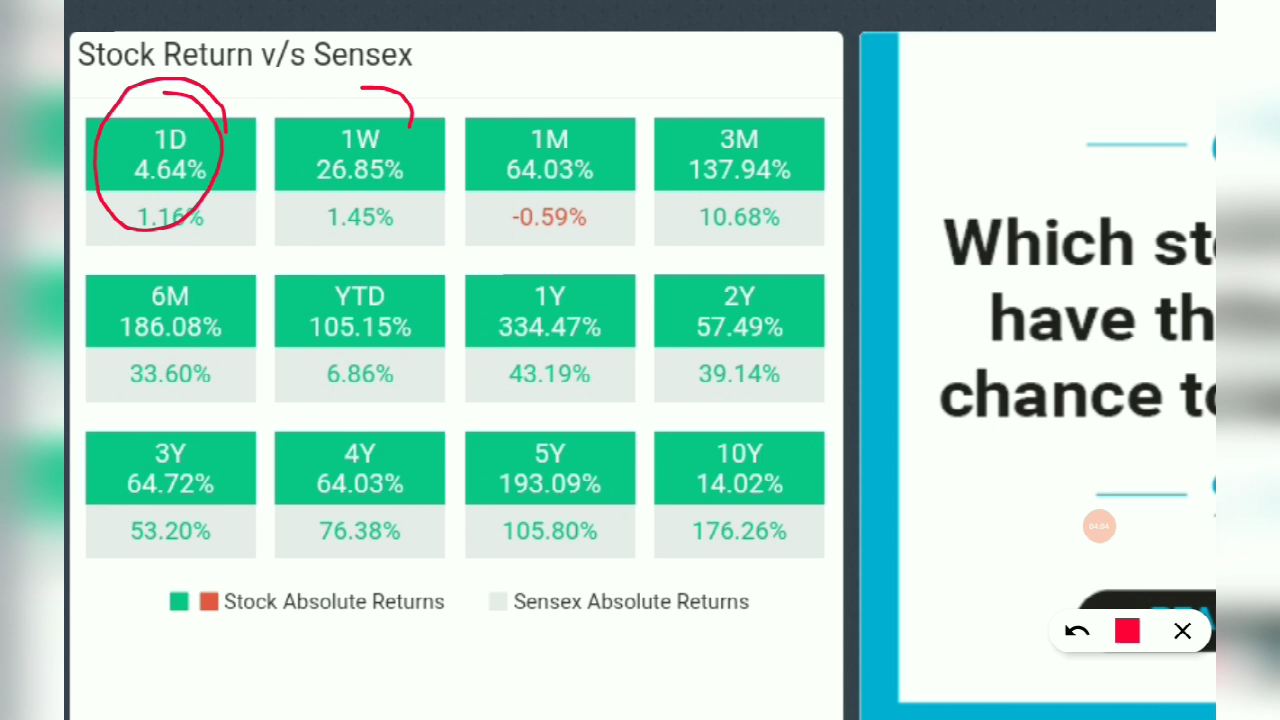 Stock Return v/s Sensex
1D 1W 1M 3M
4.64% 26.85% 64.03% 137.94%
1.16% 1.45% -0.59% 10.68%
6M YTD 1Y 2Y
186.08% 105.15% 334.47% 57.49%
33.60% 6.86% 43.19% 39.14%
3Y 4Y 5Y 10Y
64.72% 64.03% 193.09% 14.02%
53.20% 76.38% 105.80% 176.26%
Stock Absolute Returns Sensex Absolute Returns
Which st
have th
chance to
04:04